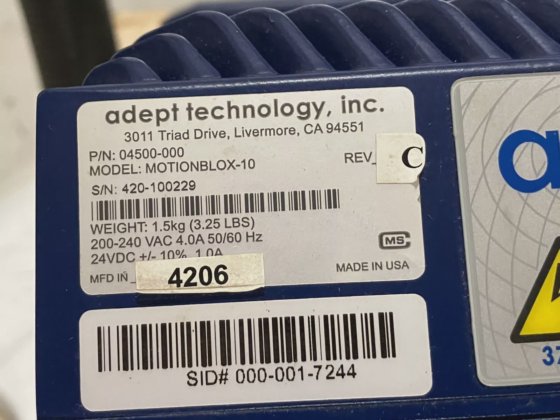 adept technology, inc.
3011 Triad Drive, Livermore, CA 94551
P/N: 04500-000
REV C
MODEL: MOTIONBLOX-10
S/N: 420-100229
WEIGHT: 1.5kg (3.25 LBS)
200-240 VAC 4.0A 50/60 Hz
24VDC +/- 10%, 1.0A
MS
MFD IN 4206
MADE IN USA
SID# 000-001-7244
a
37